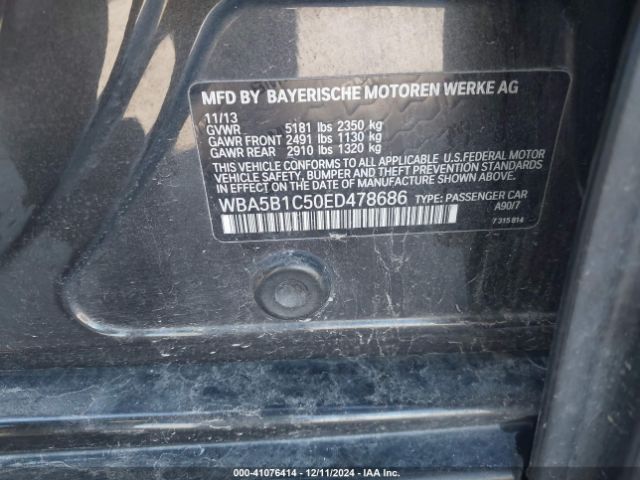 MFD BY BAYERISCHE MOTOREN WERKE AG
11/13
GVWR 5181 lbs 2350 kg
GAWR FRONT 2491 lbs 1130 kg
GAWR REAR 2910 lbs 1320 kg
THIS VEHICLE CONFORMS TO ALL APPLICABLE U.S.FEDERAL MOTOR
VEHICLE SAFETY, BUMPER AND THEFT PREVENTION STANDARDS
IN EFFECT ON THE DATE OF MANUFACTURE SHOWN ABOVE.
WBA5B1C50ED478686 TYPE: PASSENGER CAR
A90/7
7 315 814
000-41076414 - 12/11/2024 - IAA Inc.